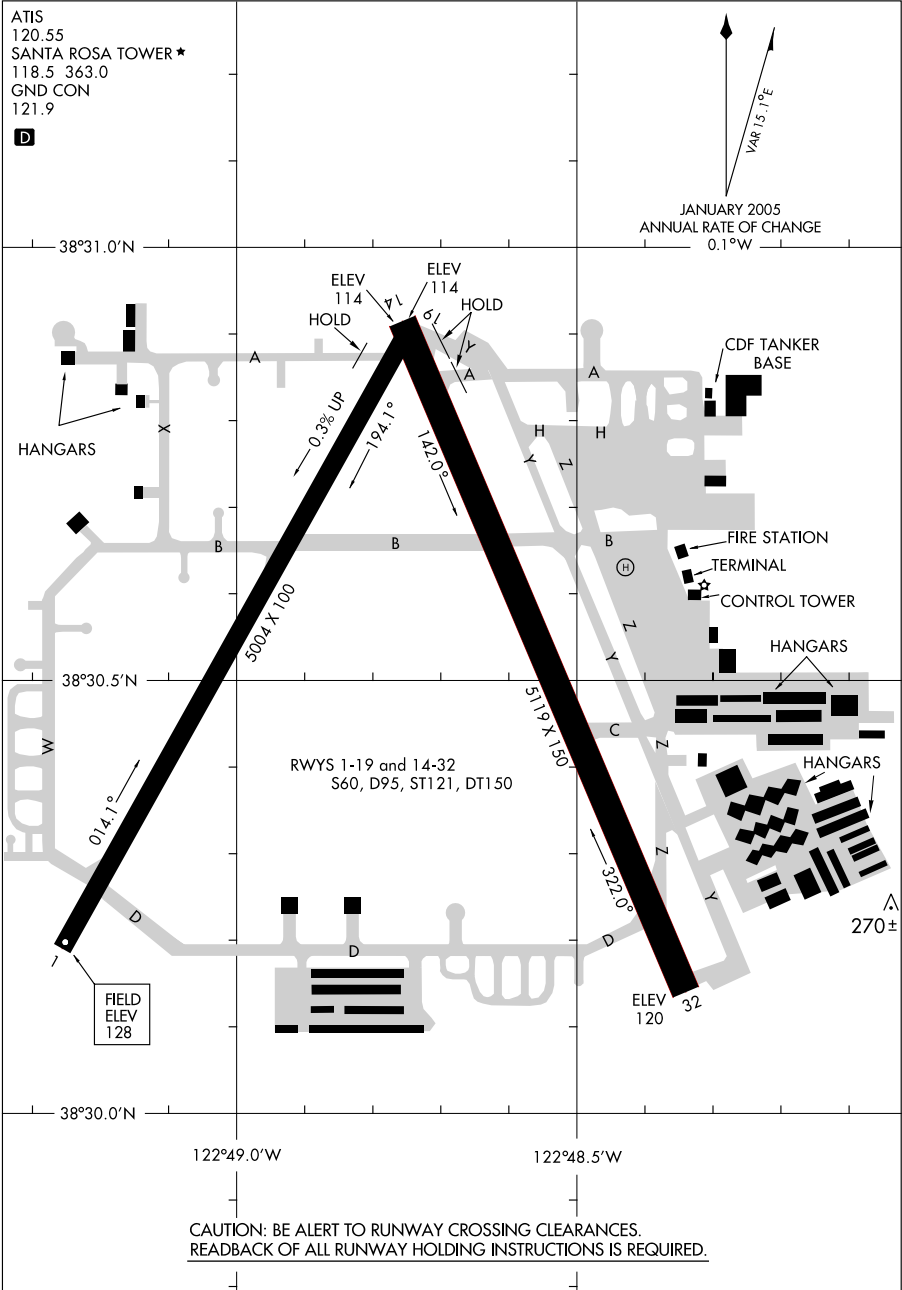 ATIS
120.55
SANTA ROSA TOWER ★
118.5 363.0
GND CON
121.9
D
VAR 15.1°E
JANUARY 2005
ANNUAL RATE OF CHANGE
0.1°W
38°31.0'N
ELEV
114
ELEV
114
HOLD
14
19
HOLD
A
Y
A
A
CDF TANKER
BASE
HANGARS
X
0.3% UP
194.1°
142.0°
H
H
Y
Z
B
B
B
H
FIRE STATION
TERMINAL
CONTROL TOWER
5004 X 100
Z
Y
HANGARS
38°30.5'N
W
5119 X 150
C
Z
RWYS 1-19 and 14-32
S60, D95, ST121, DT150
HANGARS
014.1°
Z
322.0°
Y
270±
D
D
D
1
FIELD
ELEV
128
ELEV
120
32
38°30.0'N
122°49.0'W
122°48.5'W
CAUTION: BE ALERT TO RUNWAY CROSSING CLEARANCES.
READBACK OF ALL RUNWAY HOLDING INSTRUCTIONS IS REQUIRED.